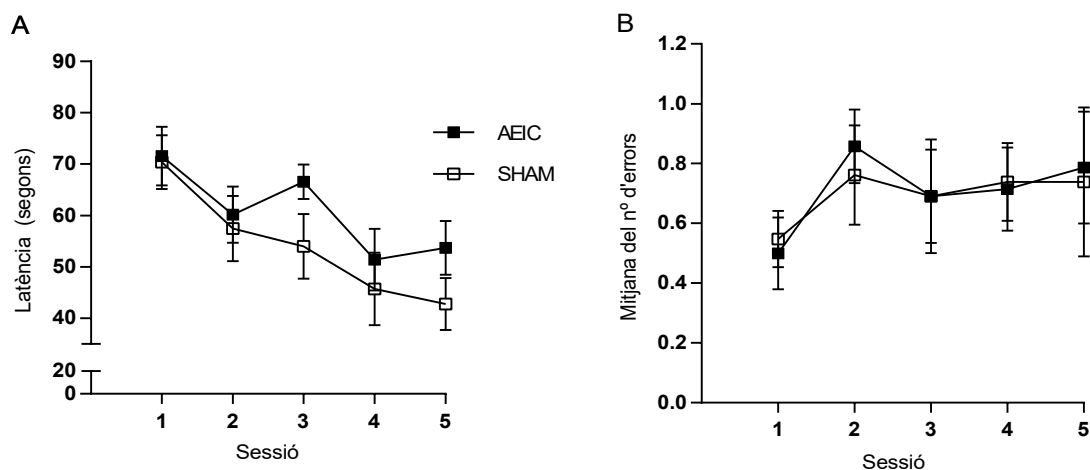 A
Latència (segons)
90
80
70
60
50
40
20
0
1 2 3 4 5
Sessió
AEIC
SHAM
B
Mitjana del nº d'errors
1.2
1.0
0.8
0.6
0.4
0.2
0.0
1 2 3 4 5
Sessió